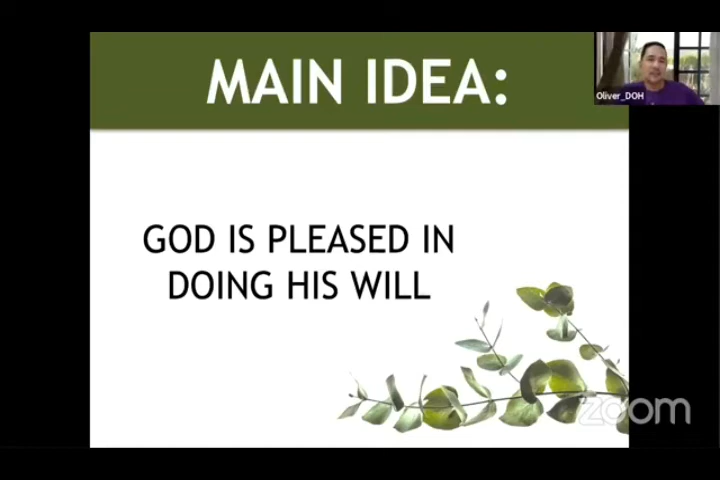 MAIN IDEA:
Oliver_DOH
GOD IS PLEASED IN
DOING HIS WILL
zoom